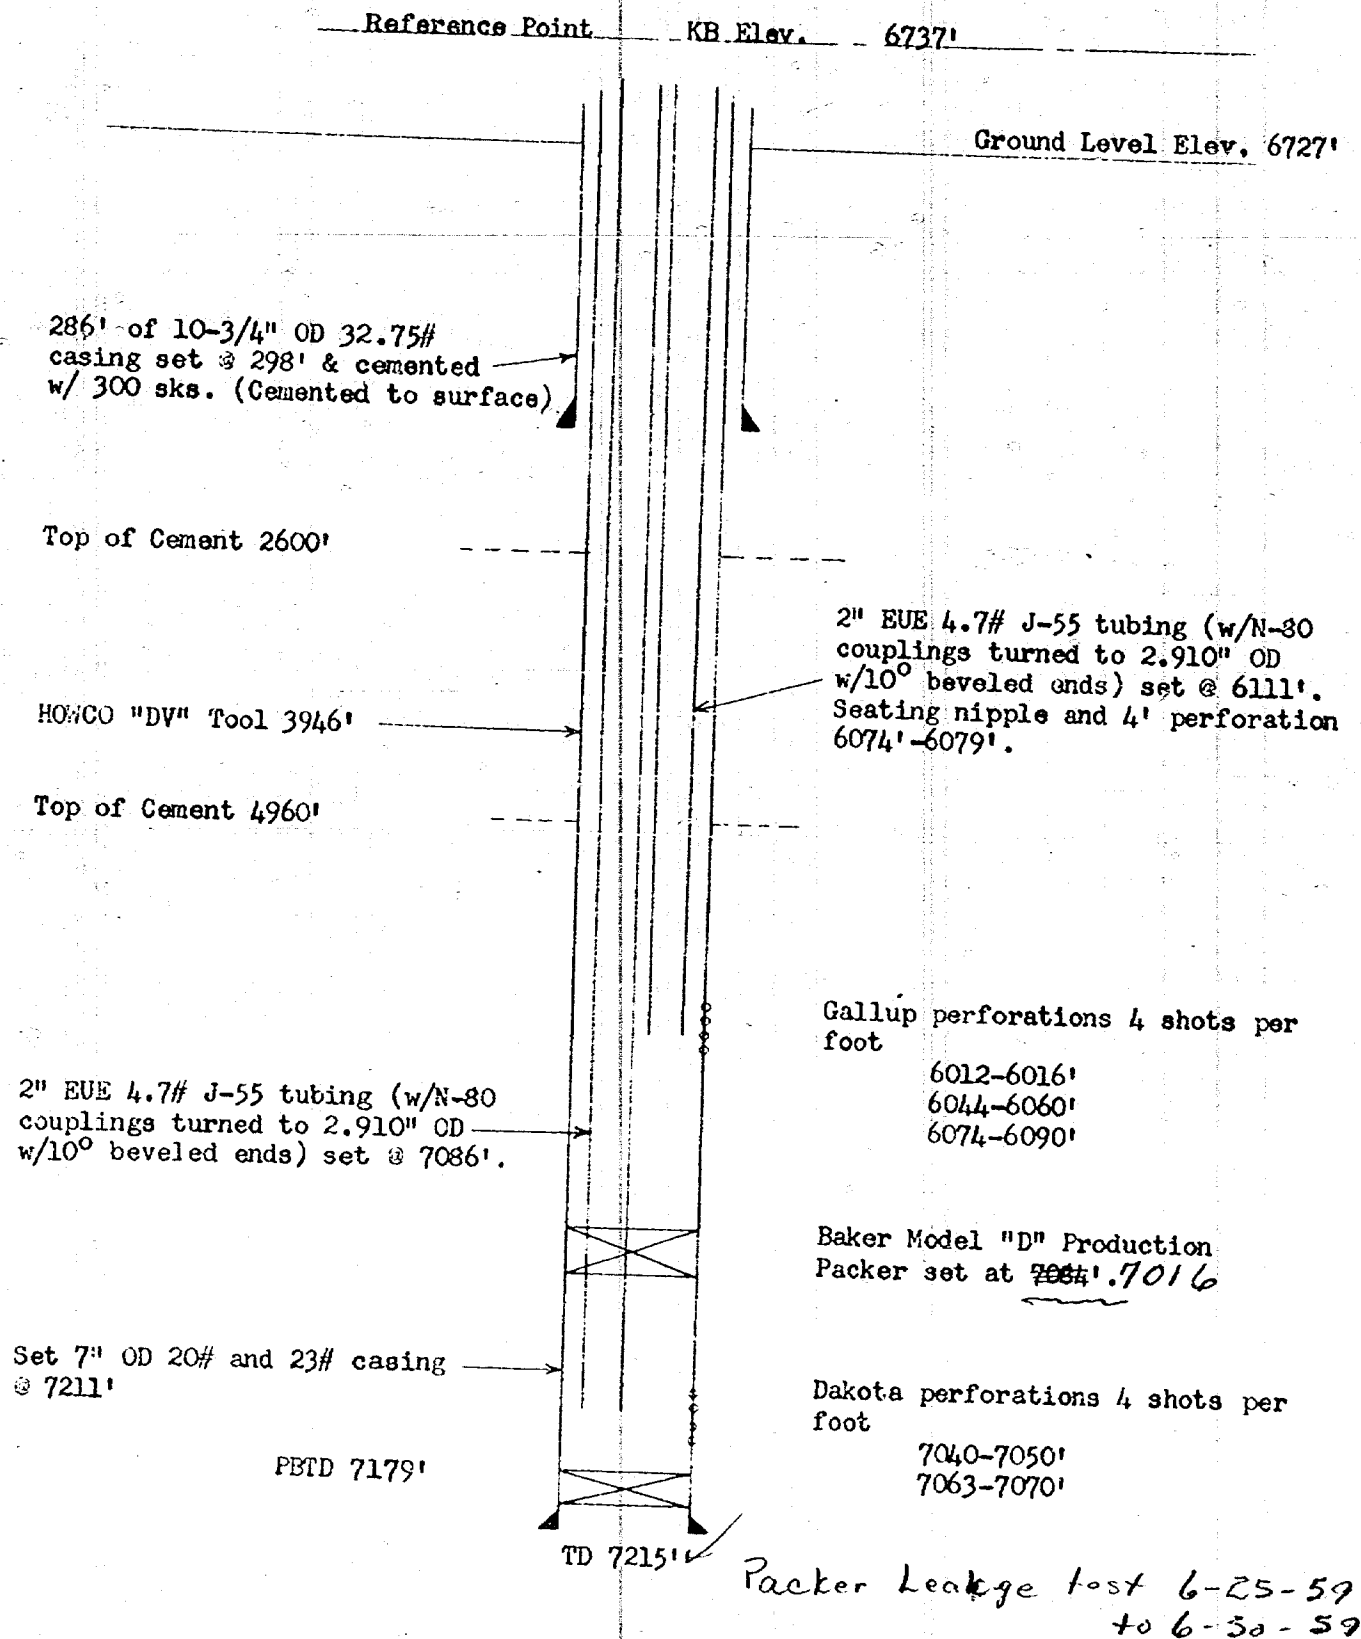 Reference Point KB Elev. 6737'
Ground Level Elev. 6727'
286' of 10-3/4" OD 32.75#
casing set @ 298' & cemented
w/ 300 sks. (Cemented to surface)
Top of Cement 2600'
2" EUE 4.7# J-55 tubing (w/N-80
couplings turned to 2.910" OD
w/10° beveled ends) set @ 6111'.
Seating nipple and 4' perforation
6074'-6079'.
HOWCO "DV" Tool 3946'
Top of Cement 4960'
Gallup perforations 4 shots per
foot
6012-6016'
6044-6060'
6074-6090'
2" EUE 4.7# J-55 tubing (w/N-80
couplings turned to 2.910" OD
w/10° beveled ends) set @ 7086'.
Baker Model "D" Production
Packer set at '. 7016
Set 7" OD 20# and 23# casing
@ 7211'
Dakota perforations 4 shots per
foot
7040-7050'
7063-7070'
PBTD 7179'
TD 7215'
Packer Leakge test 6-25-59
to 6-30-59